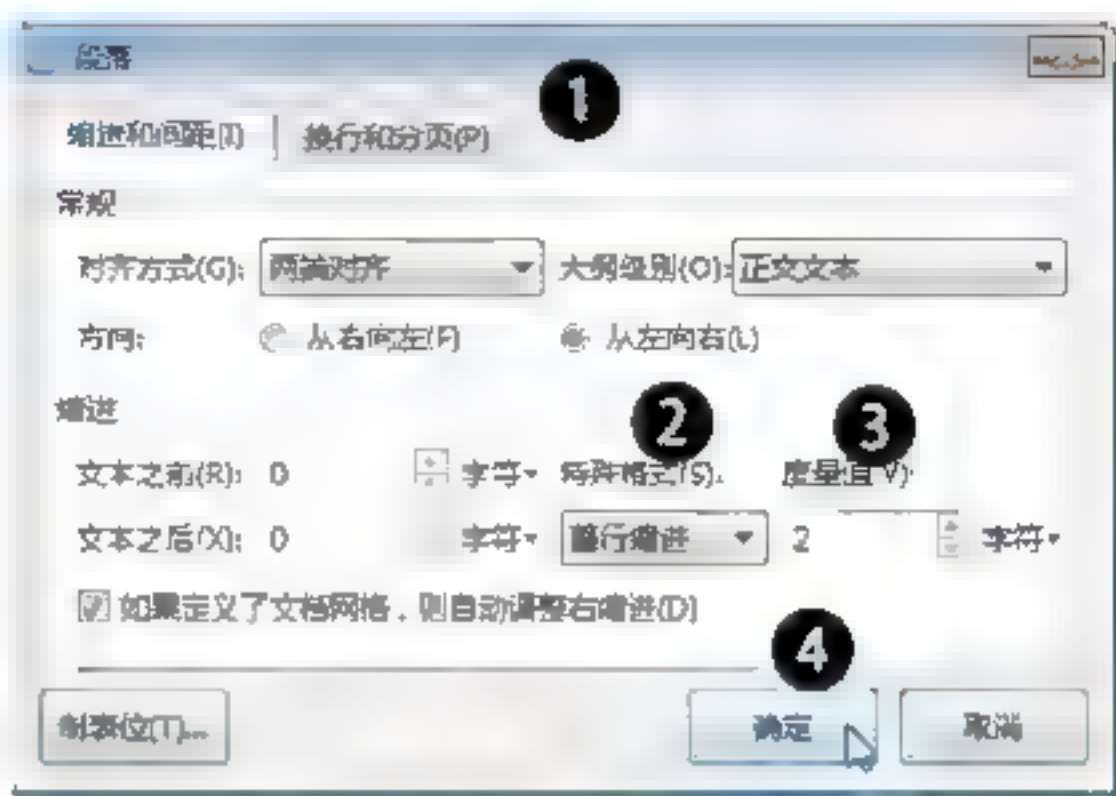 段落
1
缩进和间距(I) 换行和分页(P)
常规
对齐方式(G): 两端对齐 大纲级别(O): 正文文本
方向: 从右向左(F) 从左向右(L)
缩进
2 3
文本之前(R): 0 字符 特殊格式(S): 度量值(V):
文本之后(X): 0 字符 首行缩进 2 字符
如果定义了文档网格，则自动调整右缩进(D)
4
制表位(T)... 确定 取消